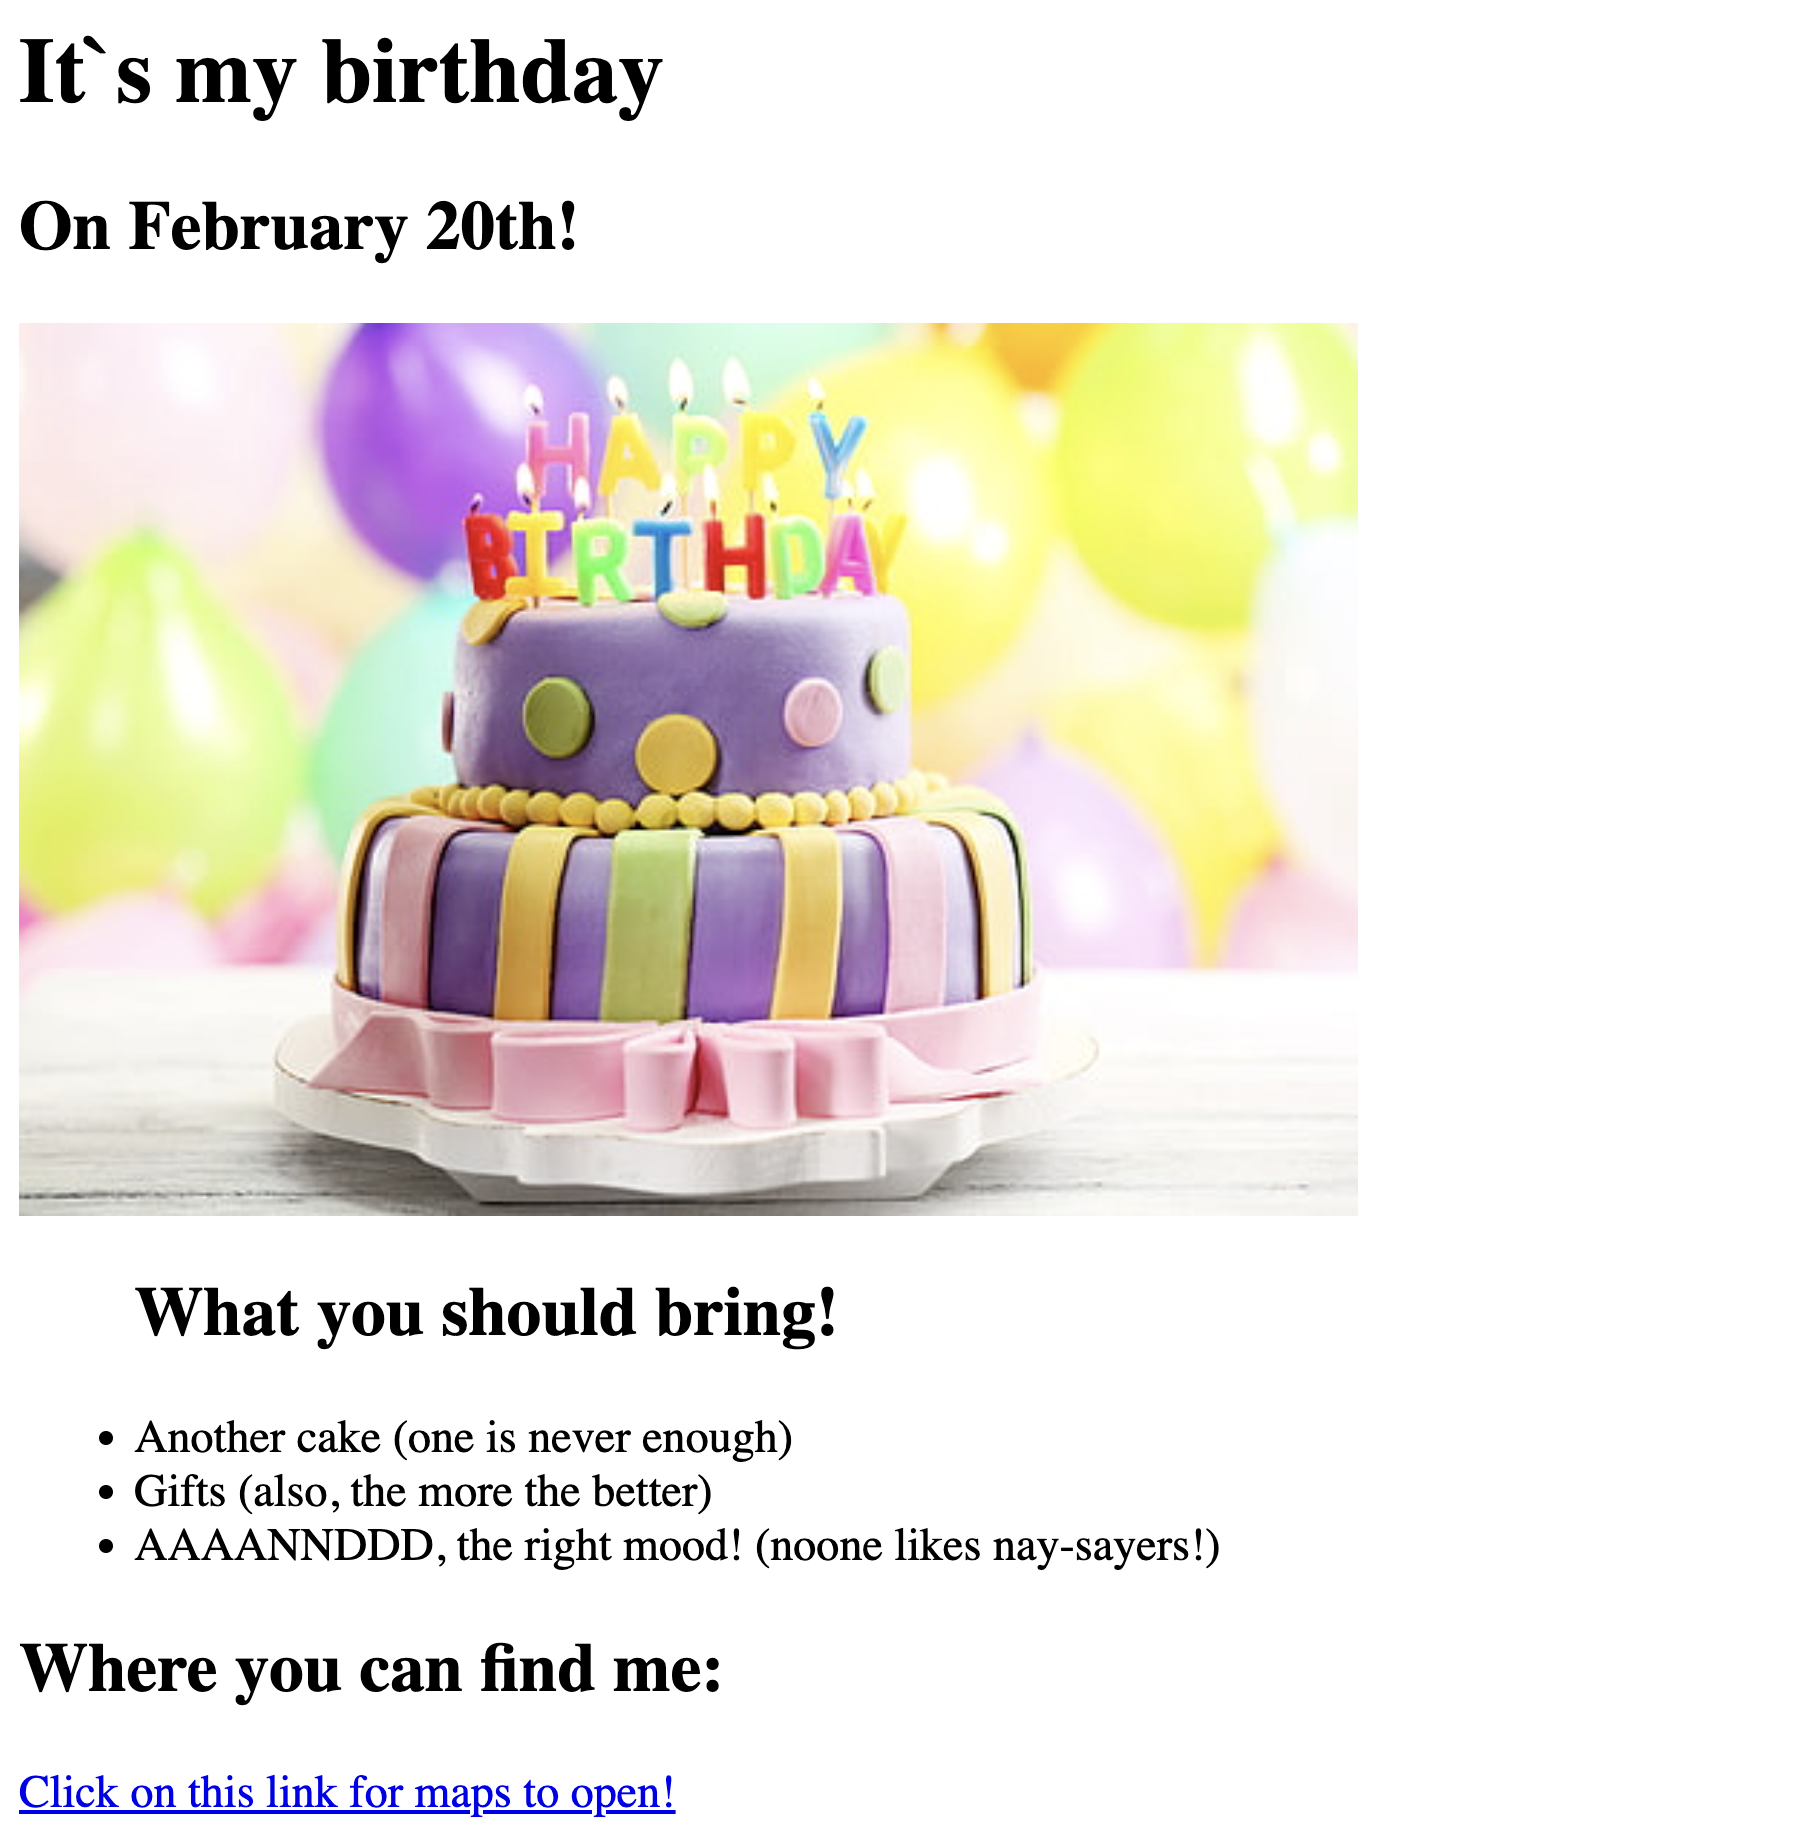 It`s my birthday
On February 20th!
HAPPY
BIRTHDAY
What you should bring!
• Another cake (one is never enough)
• Gifts (also, the more the better)
• AAAANNDDD, the right mood! (noone likes nay-sayers!)
Where you can find me:
Click on this link for maps to open!